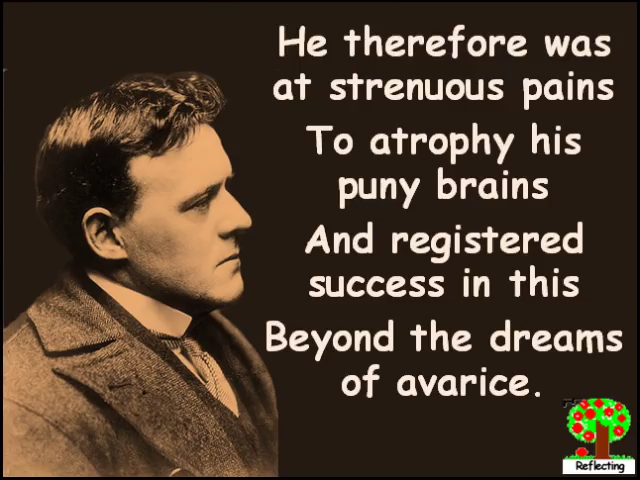 He therefore was
at strenuous pains
To atrophy his
puny brains
And registered
success in this
Beyond the dreams
of avarice.
Reflecting